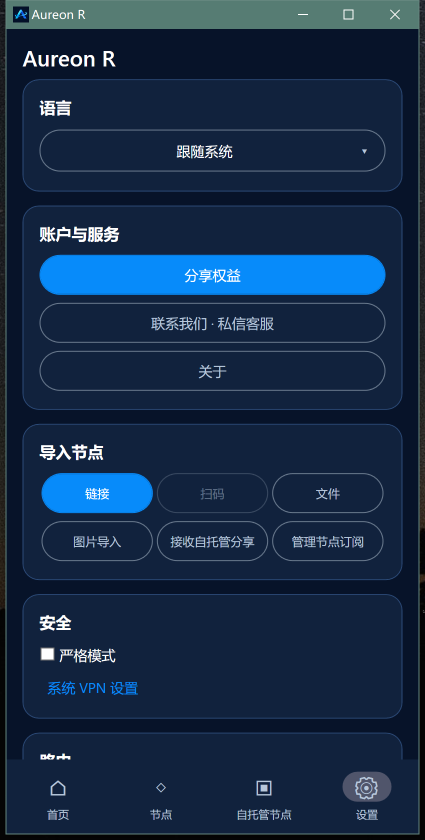 Aureon R
Aureon R
语言
跟随系统
账户与服务
分享权益
联系我们 · 私信客服
关于
导入节点
链接 扫码 文件
图片导入 接收自托管分享 管理节点订阅
安全
严格模式
系统 VPN 设置
路由
首页 节点 自托管节点 设置